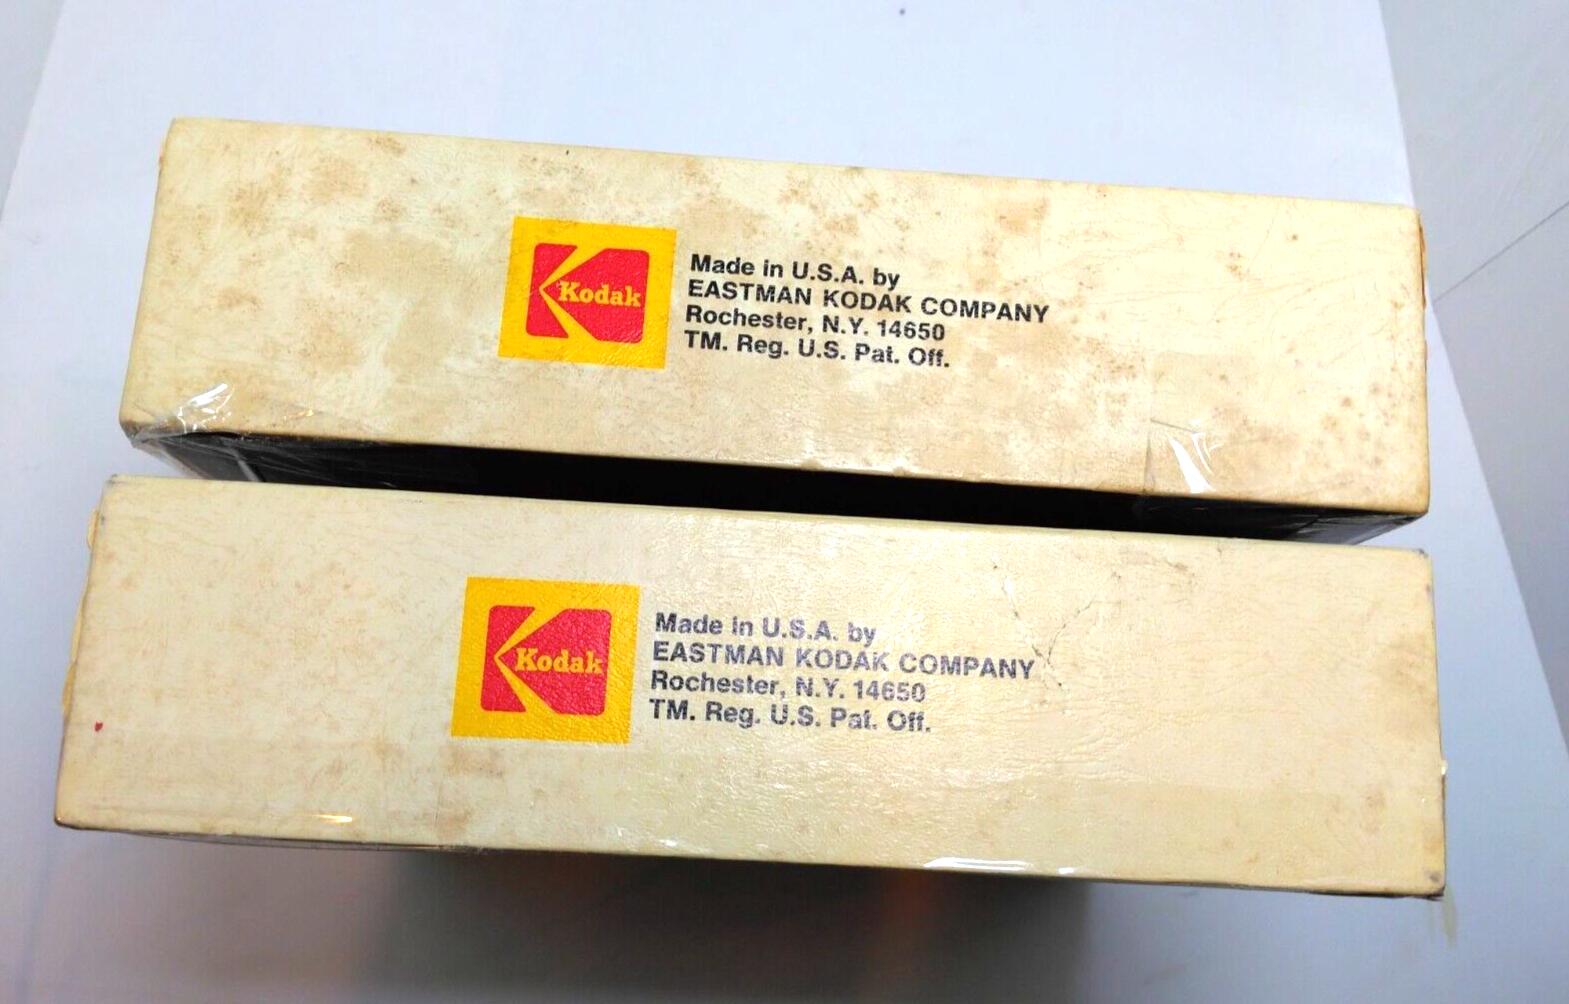 Kodak
Made in U.S.A. by
EASTMAN KODAK COMPANY
Rochester, N.Y. 14650
TM. Reg. U.S. Pat. Off.
Kodak
Made in U.S.A. by
EASTMAN KODAK COMPANY
Rochester, N.Y. 14650
TM. Reg. U.S. Pat. Off.